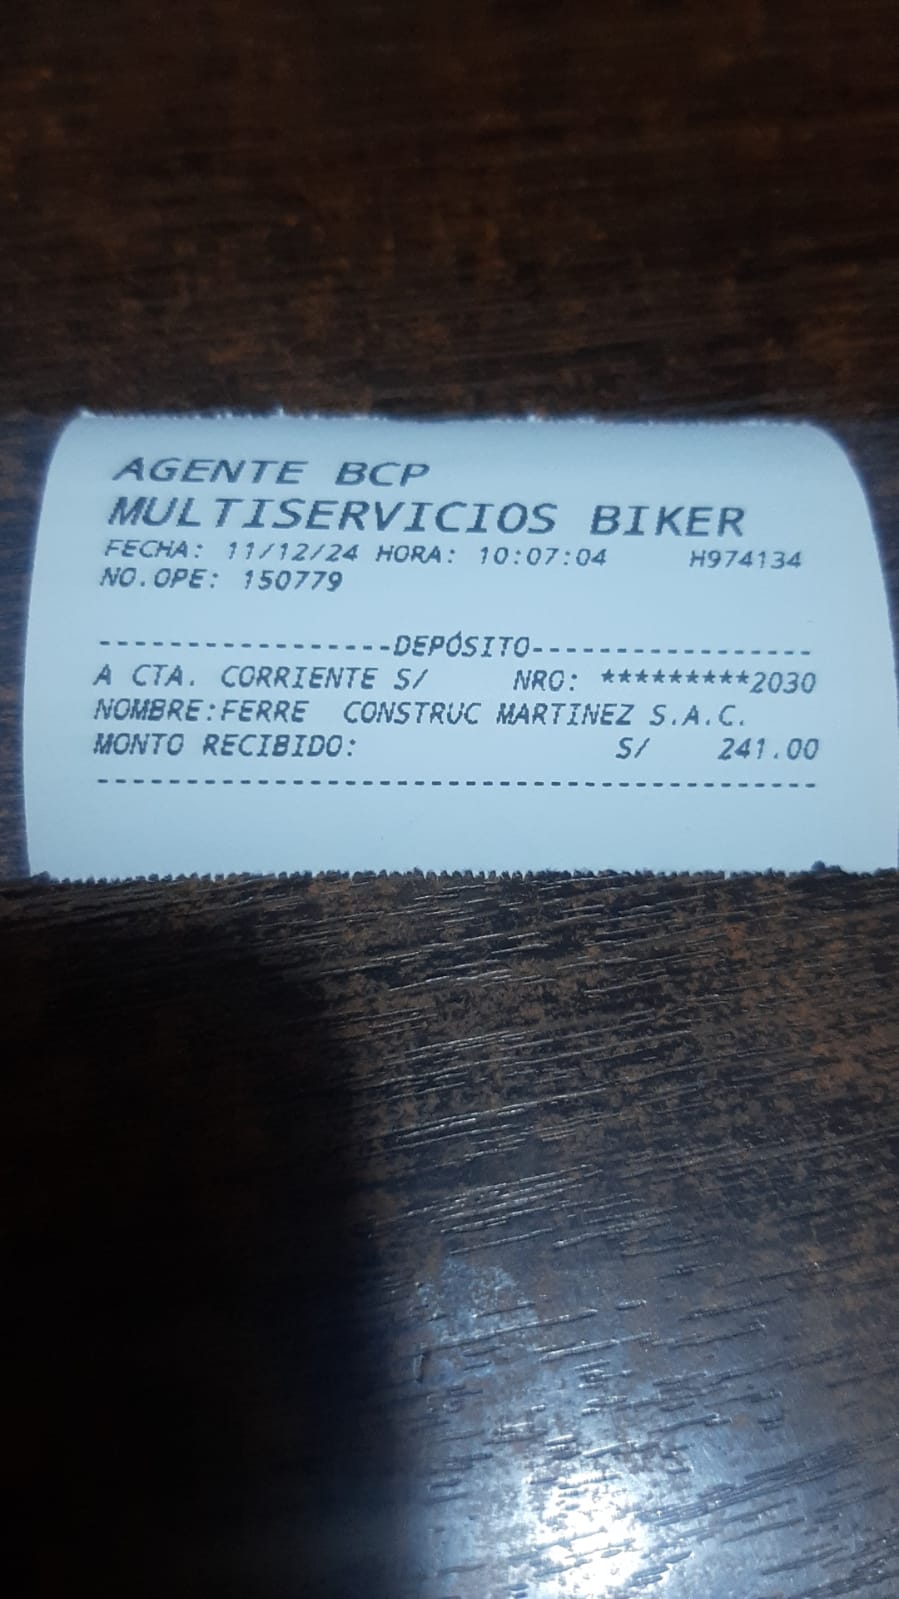 AGENTE BCP
MULTISERVICIOS BIKER
FECHA: 11/12/24 HORA: 10:07:04 H974134
NO.OPE: 150779
-----------------DEPÓSITO-----------------
A CTA. CORRIENTE S/ NRO: *********2030
NOMBRE:FERRE CONSTRUC MARTINEZ S.A.C.
MONTO RECIBIDO: S/ 241.00
------------------------------------------